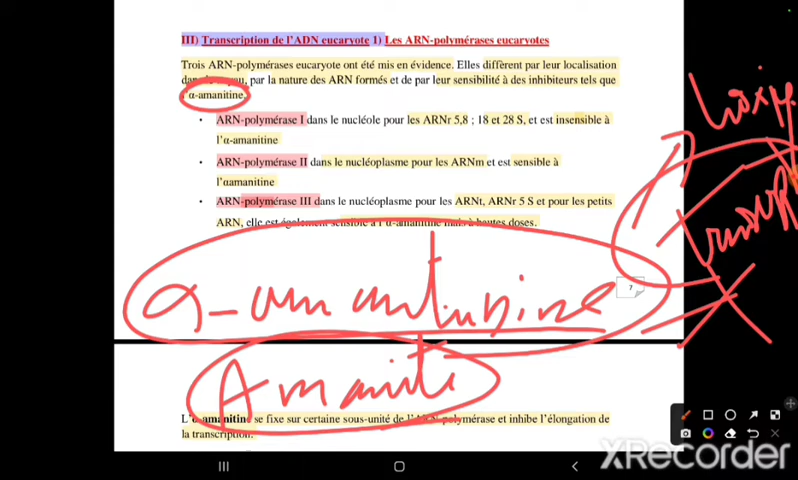 III) Transcription de l'ADN eucaryote 1) Les ARN-polymérases eucaryotes
Trois ARN-polymérases eucaryote ont été mis en évidence. Elles diffèrent par leur localisation
noyau, par la nature des ARN formés et de par leur sensibilité à des inhibiteurs tels que
l'α-amanitine.
• ARN-polymérase I dans le nucléole pour les ARNr 5,8 ; 18 et 28 S, et est insensible à
l'α-amanitine
• ARN-polymérase II dans le nucléoplasme pour les ARNm et est sensible à
l'αamanitine
• ARN-polymérase III dans le nucléoplasme pour les ARNt, ARNr 5 S et pour les petits
ARN, elle est également sensible à l'α-amanitine mais à hautes doses.
7
Amanite
L'α-amanitine se fixe sur certaine sous-unité de l'ARN-polymérase et inhibe l'élongation de
la transcription.
XRecorder